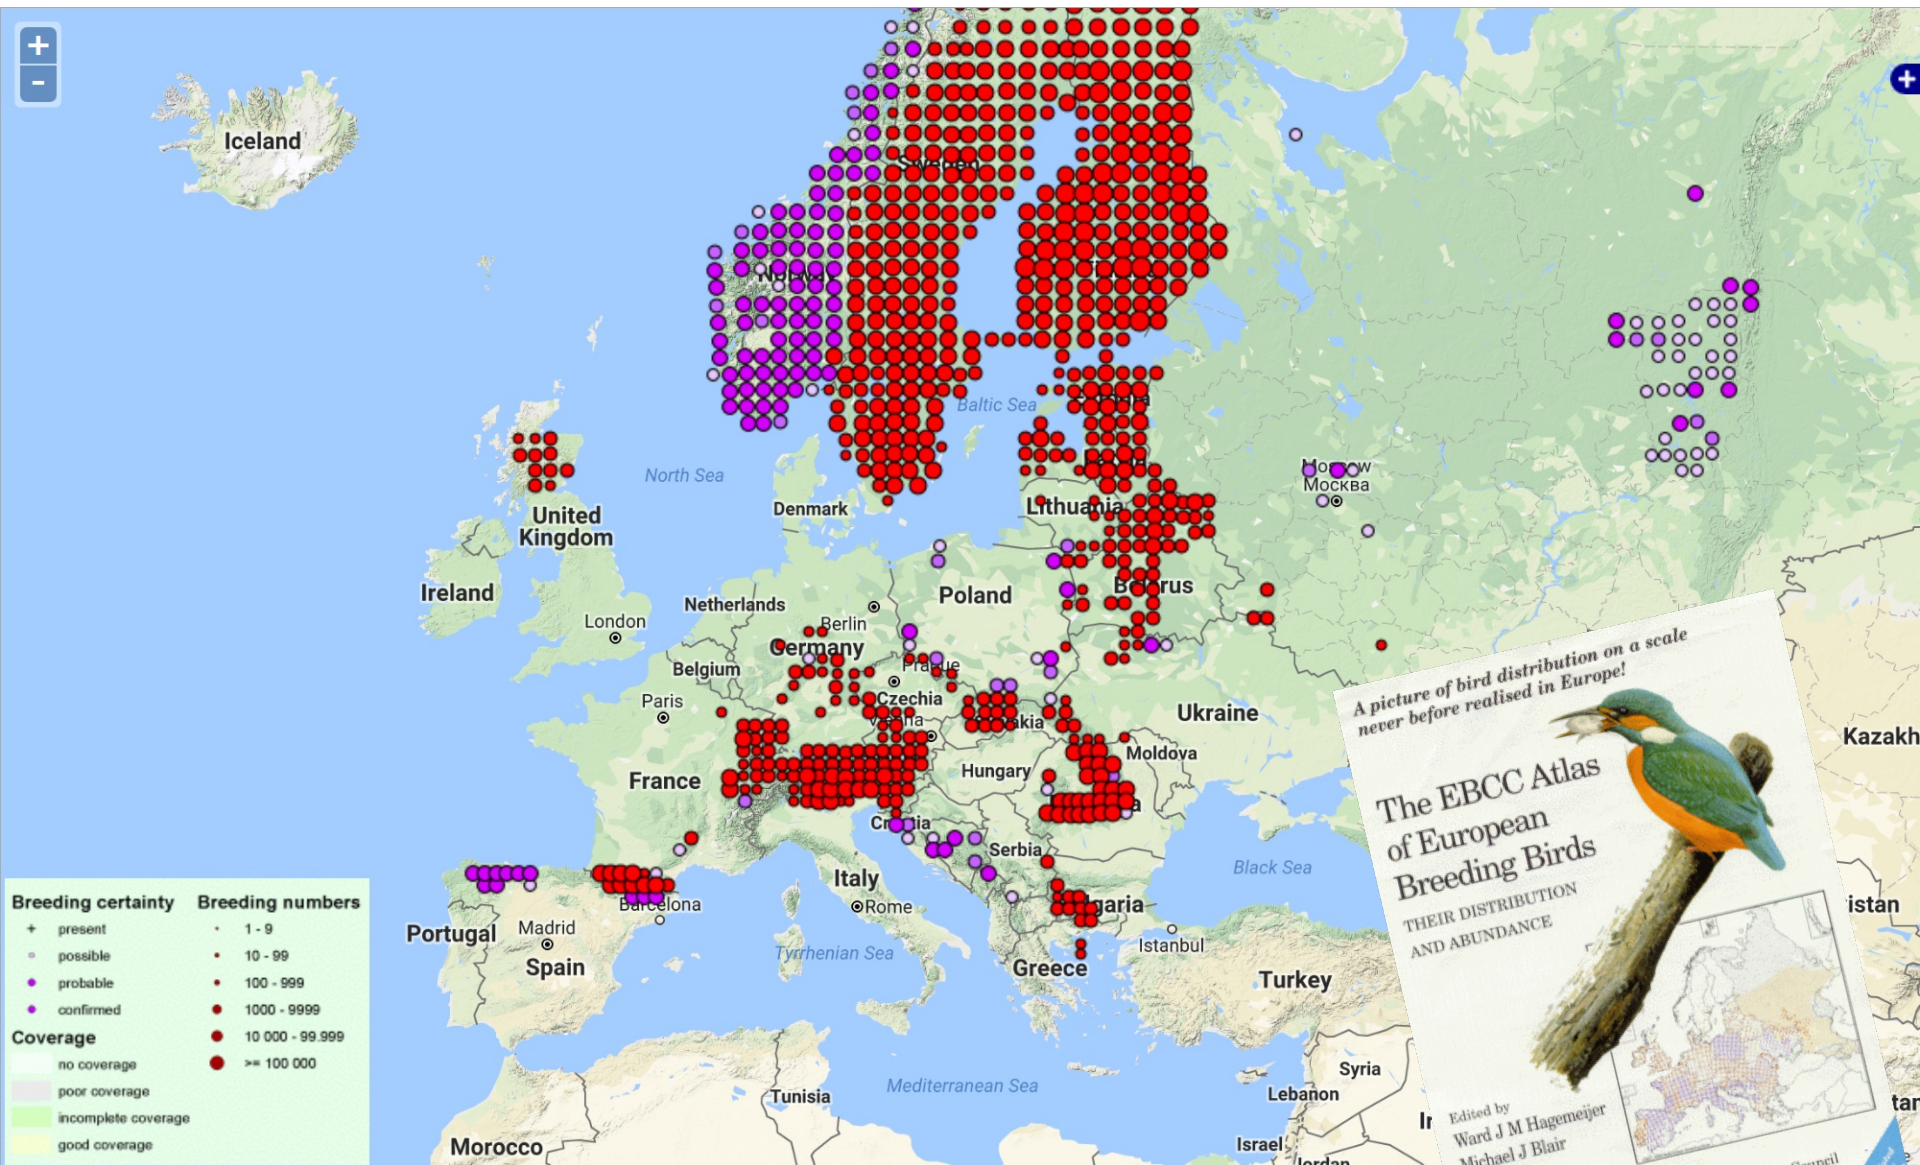 +
-
+
Iceland
Sweden
Norway
Baltic Sea
North Sea
Denmark
Lithuania
Moscow
Москва
United
Kingdom
Ireland
London
Netherlands
Berlin
Germany
Belgium
Poland
Belarus
Prague
Czechia
Paris
Vienna
Ukraine
Moldova
Hungary
France
Serbia
Black Sea
Italy
Rome
Barcelona
Portugal
Madrid
Spain
Tyrrhenian Sea
Greece
Istanbul
Turkey
Kazakh
istan
Syria
Lebanon
Israel
Jordan
Mediterranean Sea
Tunisia
Morocco
Breeding certainty
present
possible
probable
confirmed
Coverage
no coverage
poor coverage
incomplete coverage
good coverage
Breeding numbers
1 - 9
10 - 99
100 - 999
1000 - 9999
10 000 - 99.999
>= 100 000
A picture of bird distribution on a scale
never before realised in Europe!
The EBCC Atlas
of European
Breeding Birds
THEIR DISTRIBUTION
AND ABUNDANCE
Edited by
Ward J M Hagemeijer
Michael J Blair